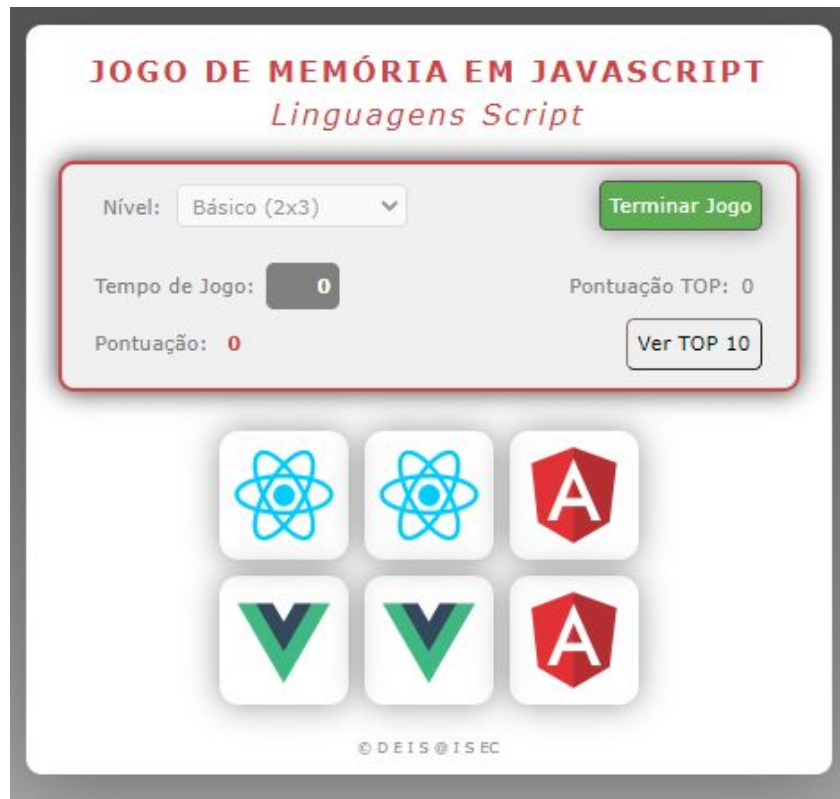 JOGO DE MEMÓRIA EM JAVASCRIPT
Linguagens Script
Nível: Básico (2x3) Terminar Jogo
Tempo de Jogo: 0 Pontuação TOP: 0
Pontuação: 0 Ver TOP 10
A
A
© D E I S @ I S E C